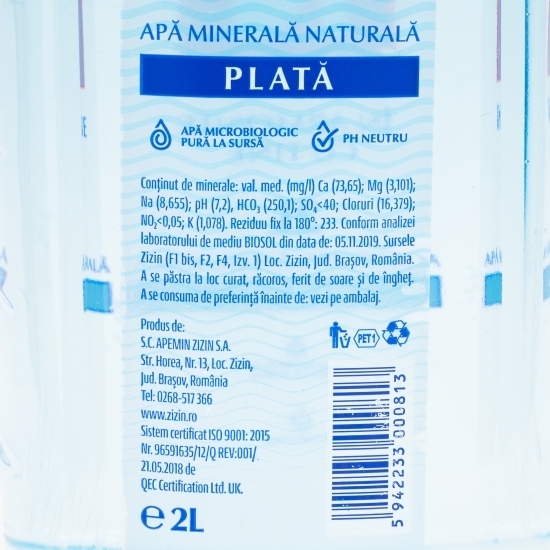 APĂ MINERALĂ NATURALĂ
PLATĂ
APĂ MICROBIOLOGIC
PURĂ LA SURSĂ
PH NEUTRU
Conținut de minerale: val. med. (mg/l) Ca (73,65); Mg (3,101);
Na (8,655); pH (7,2), HCO₃ (250,1); SO₄<40; Cloruri (16,379);
NO₂<0,05; K (1,078). Reziduu fix la 180°: 233. Conform analizei
laboratorului de mediu BIOSOL din data de: 05.11.2019. Sursele
Zizin (F1 bis, F2, F4, Izv. 1) Loc. Zizin, Jud. Brașov, România.
A se păstra la loc curat, răcoros, ferit de soare și de îngheț.
A se consuma de preferință înainte de: vezi pe ambalaj.
Produs de:
S.C. APEMIN ZIZIN S.A.
Str. Horea, Nr. 13, Loc. Zizin,
Jud. Brașov, România
Tel: 0268-517 366
www.zizin.ro
Sistem certificat ISO 9001: 2015
Nr. 96591635/12/Q REV:001/
21.05.2018 de
QEC Certification Ltd. UK.
℮ 2L
PET 1
5 942233 000813